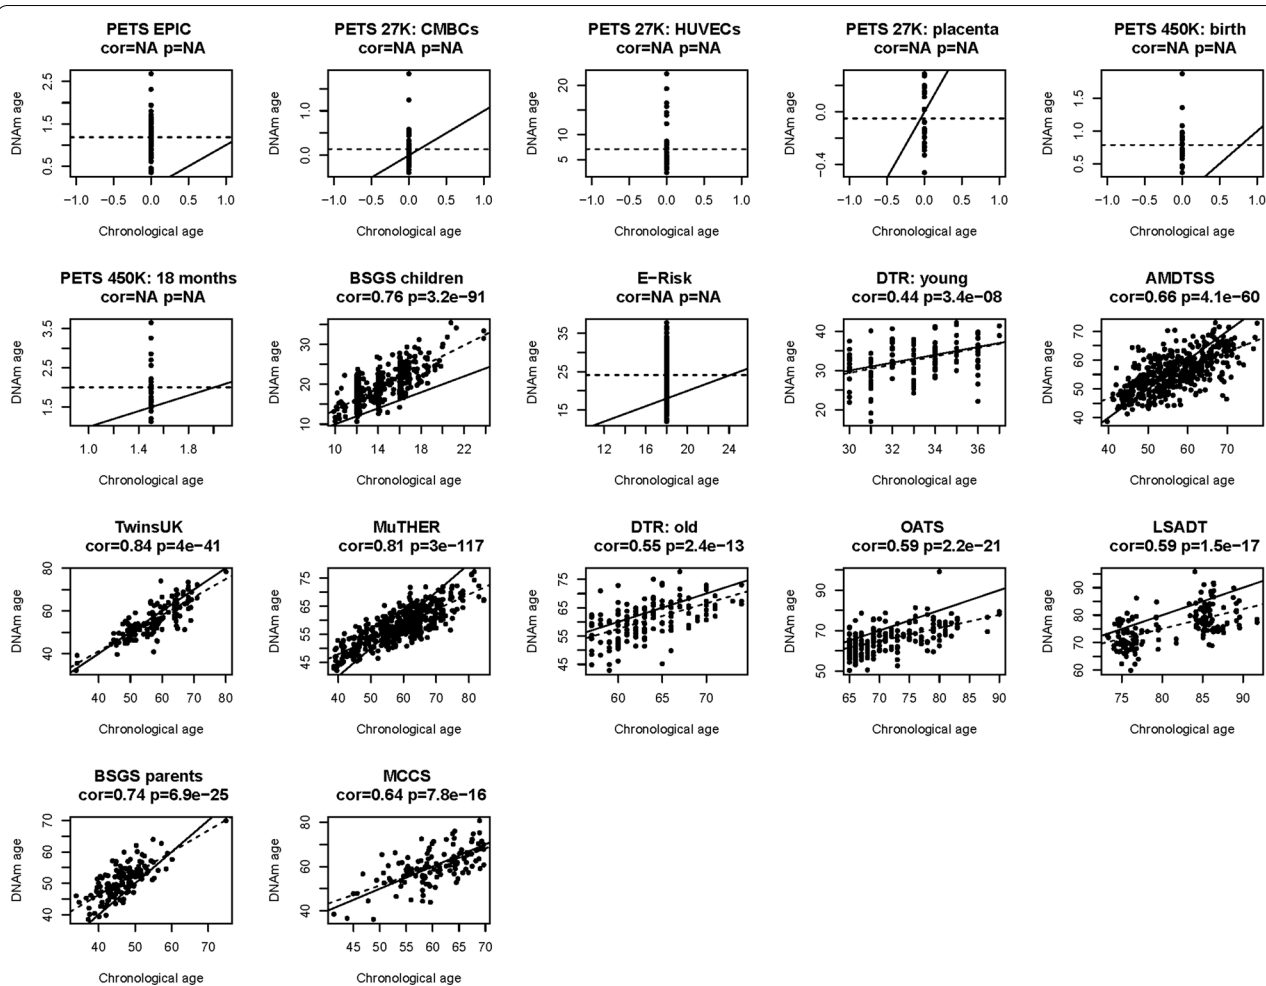 PETS EPIC
cor=NA p=NA
DNAm age
2.5
1.5
0.5
−1.0 −0.5 0.0 0.5 1.0
Chronological age
PETS 27K: CMBCs
cor=NA p=NA
DNAm age
1.0
0.0
−1.0 −0.5 0.0 0.5 1.0
Chronological age
PETS 27K: HUVECs
cor=NA p=NA
DNAm age
20
10
5
−1.0 −0.5 0.0 0.5 1.0
Chronological age
PETS 27K: placenta
cor=NA p=NA
DNAm age
0.0
−0.4
−1.0 −0.5 0.0 0.5 1.0
Chronological age
PETS 450K: birth
cor=NA p=NA
DNAm age
1.5
1.0
0.5
−1.0 −0.5 0.0 0.5 1.0
Chronological age
PETS 450K: 18 months
cor=NA p=NA
DNAm age
3.5
2.5
1.5
1.0 1.4 1.8
Chronological age
BSGS children
cor=0.76 p=3.2e−91
DNAm age
30
20
10
10 14 18 22
Chronological age
E−Risk
cor=NA p=NA
DNAm age
35
25
15
12 16 20 24
Chronological age
DTR: young
cor=0.44 p=3.4e−08
DNAm age
40
30
20
30 32 34 36
Chronological age
AMDTSS
cor=0.66 p=4.1e−60
DNAm age
70
60
50
40
40 50 60 70
Chronological age
TwinsUK
cor=0.84 p=4e−41
DNAm age
80
60
40
40 50 60 70 80
Chronological age
MuTHER
cor=0.81 p=3e−117
DNAm age
75
65
55
45
40 50 60 70 80
Chronological age
DTR: old
cor=0.55 p=2.4e−13
DNAm age
75
65
55
45
60 65 70
Chronological age
OATS
cor=0.59 p=2.2e−21
DNAm age
90
70
50
65 70 75 80 85 90
Chronological age
LSADT
cor=0.59 p=1.5e−17
DNAm age
90
80
70
60
75 80 85 90
Chronological age
BSGS parents
cor=0.74 p=6.9e−25
DNAm age
70
60
50
40
40 50 60 70
Chronological age
MCCS
cor=0.64 p=7.8e−16
DNAm age
80
60
40
45 50 55 60 65 70
Chronological age